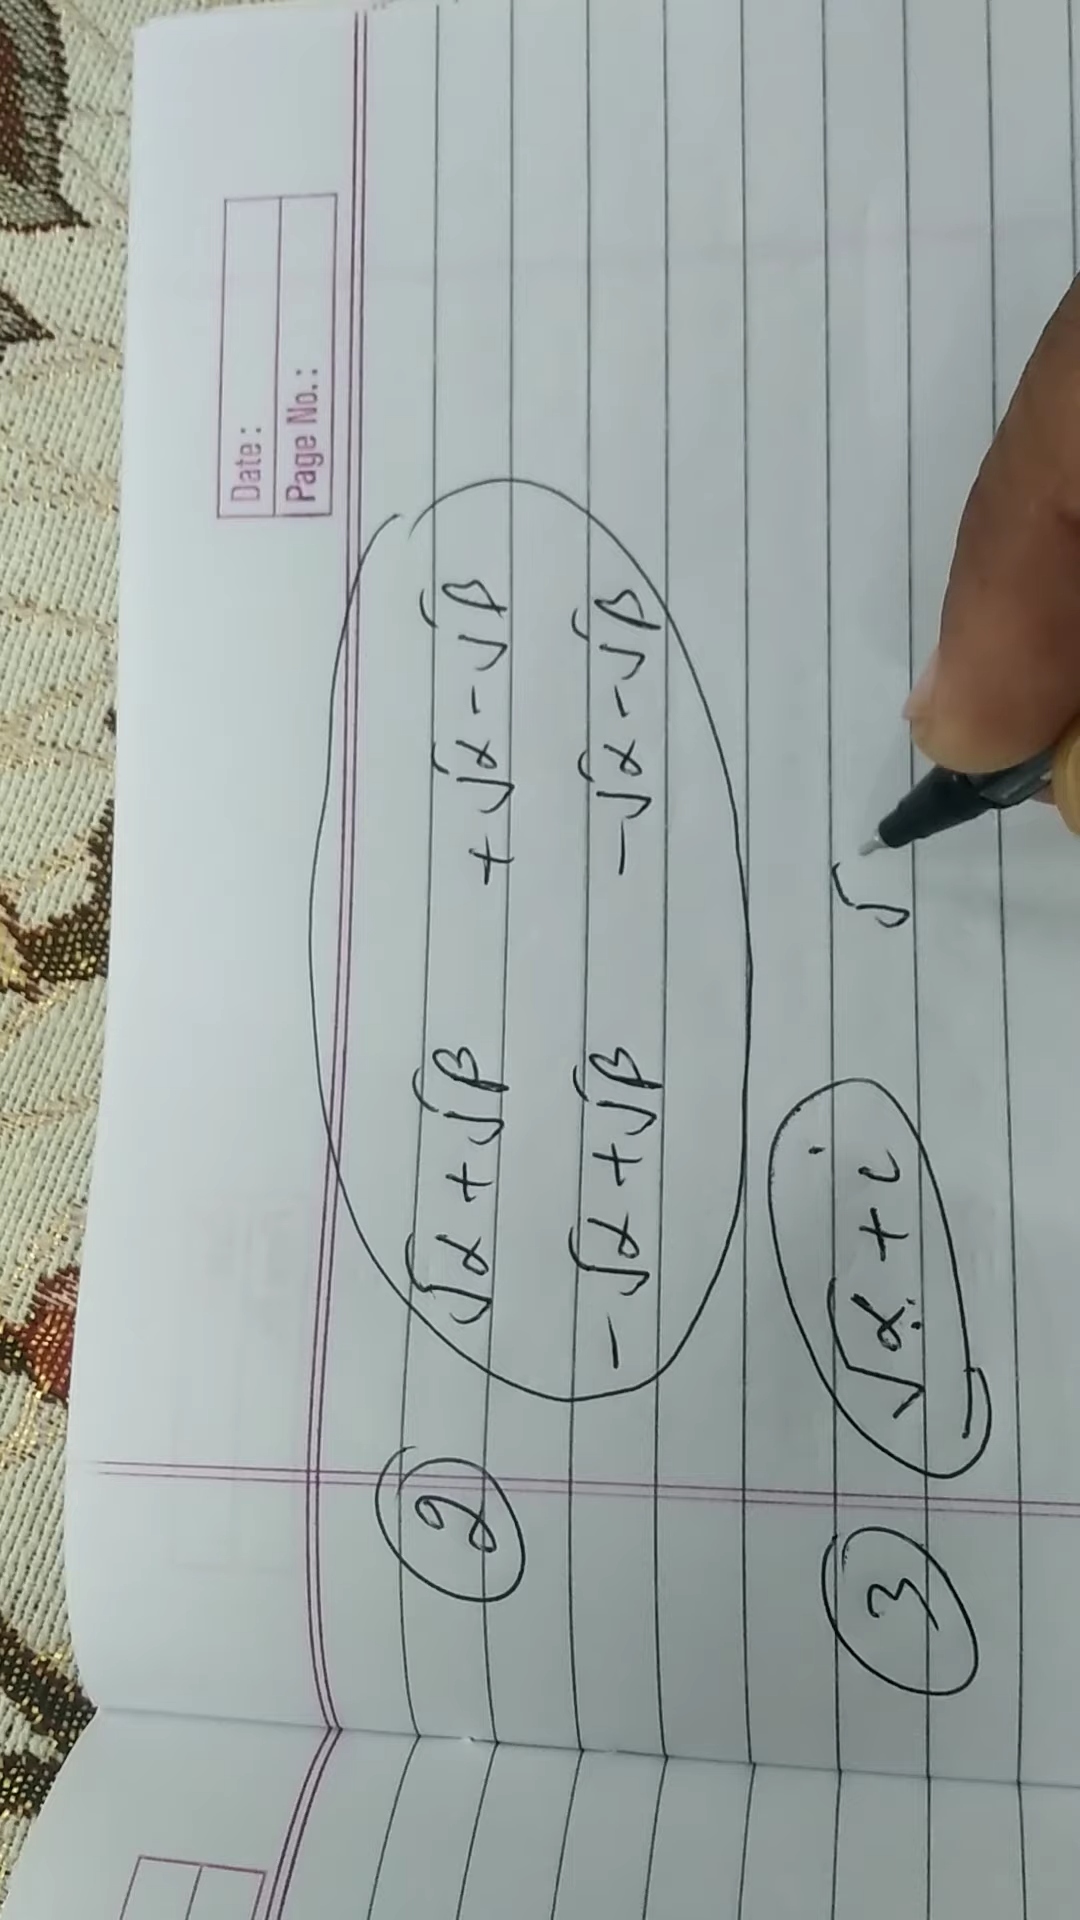 Date:
Page No.:
② √α + √β + √α - √β
- √α + √β - √α - √β
③ √α + i √